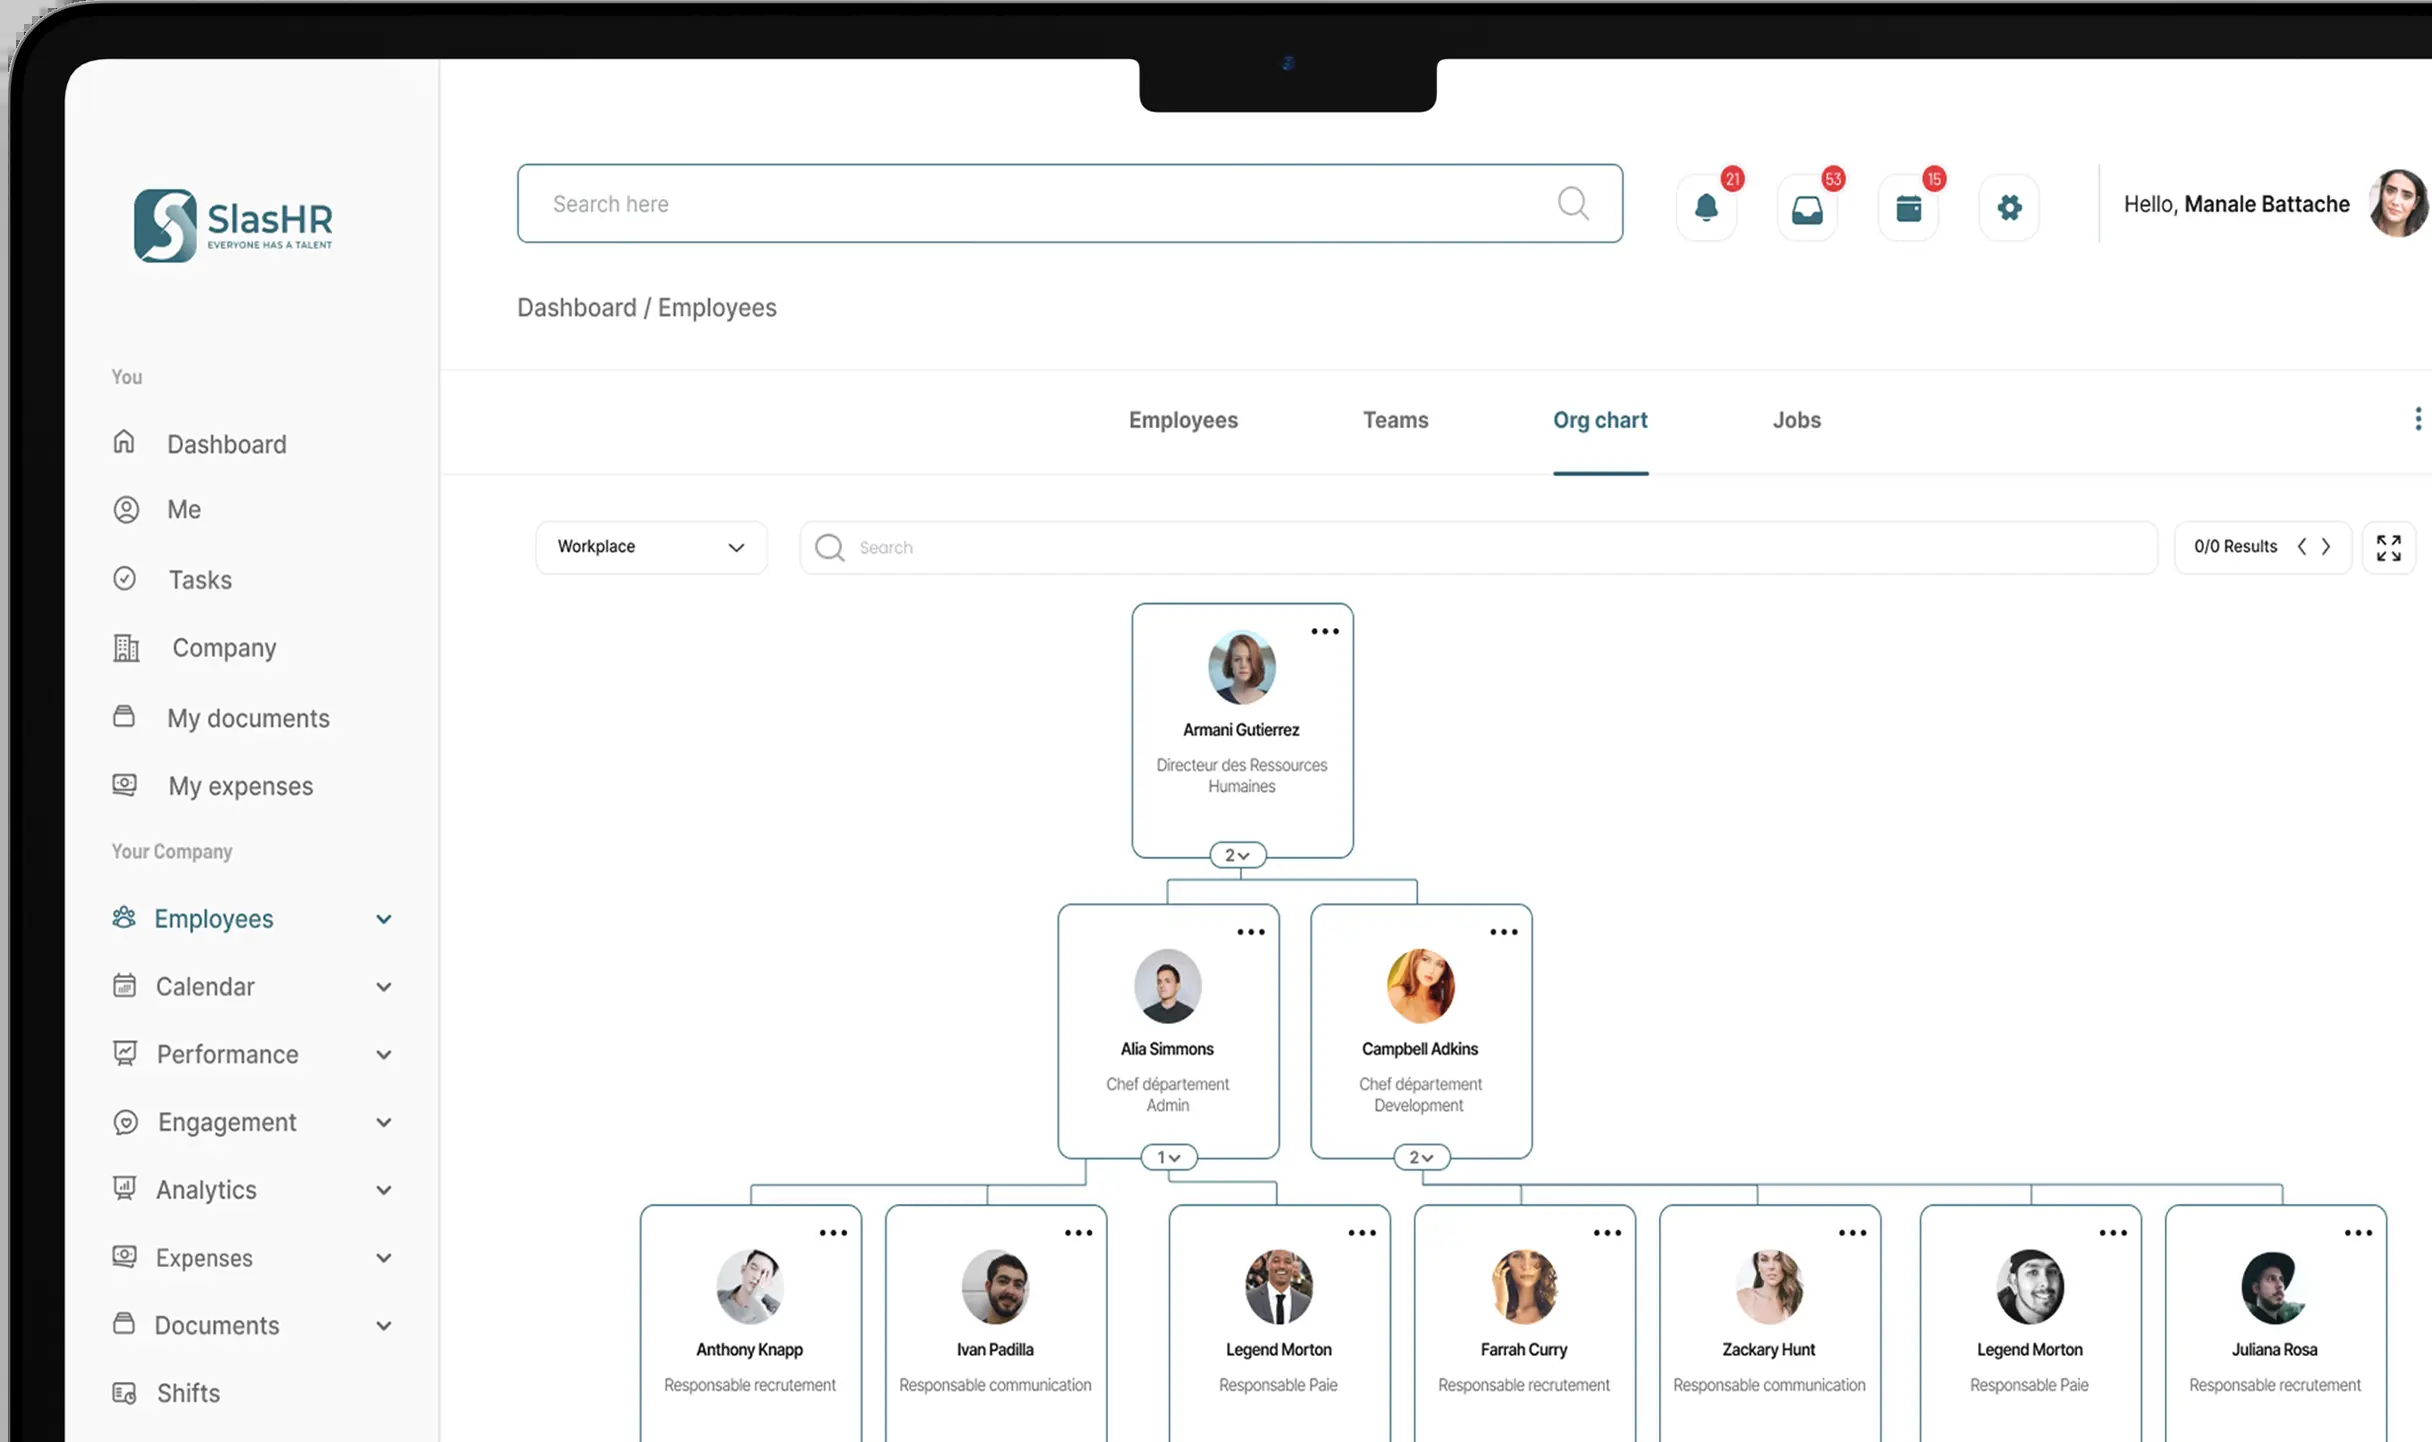 SlasHR
EVERYONE HAS A TALENT
Search here
21
53
15
Hello, Manale Battache
Dashboard / Employees
You
Dashboard
Me
Tasks
Company
My documents
My expenses
Your Company
Employees
Calendar
Performance
Engagement
Analytics
Expenses
Documents
Shifts
Employees
Teams
Org chart
Jobs
Workplace
Search
0/0 Results
Armani Gutierrez
Directeur des Ressources
Humaines
2
Alia Simmons
Chef département
Admin
1
Campbell Adkins
Chef département
Development
2
Anthony Knapp
Responsable recrutement
Ivan Padilla
Responsable communication
Legend Morton
Responsable Paie
Farrah Curry
Responsable recrutement
Zackary Hunt
Responsable communication
Legend Morton
Responsable Paie
Juliana Rosa
Responsable recrutement